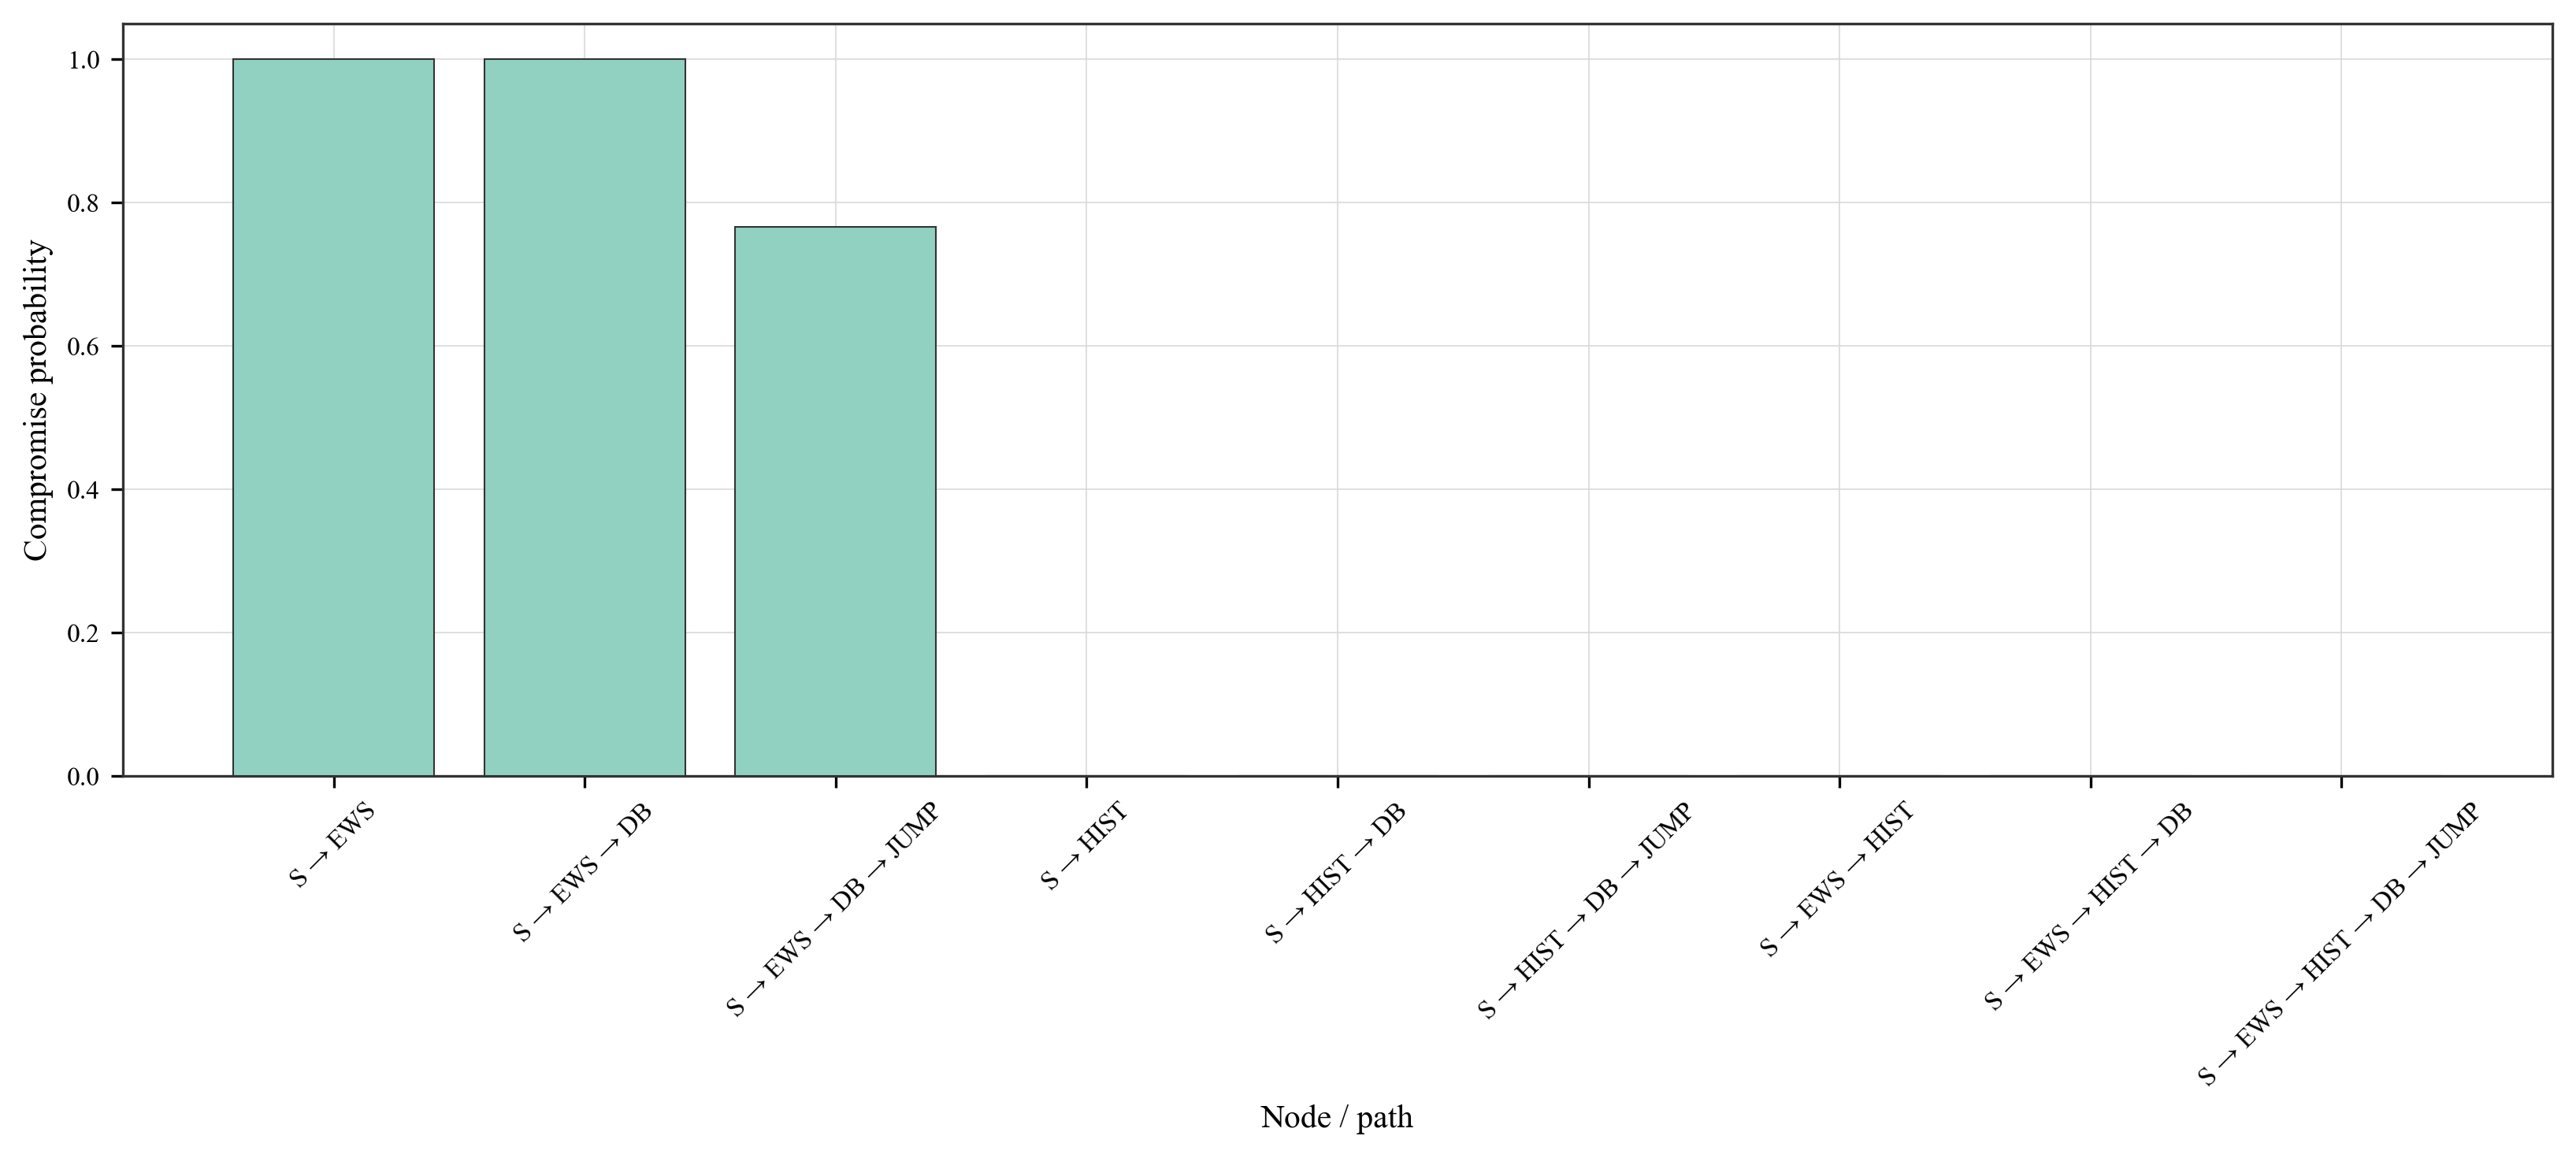 Compromise probability
1.0
0.8
0.6
0.4
0.2
0.0
S → EWS
S → EWS → DB
S → EWS → DB → JUMP
S → HIST
S → HIST → DB
S → HIST → DB → JUMP
S → EWS → HIST
S → EWS → HIST → DB
S → EWS → HIST → DB → JUMP
Node / path